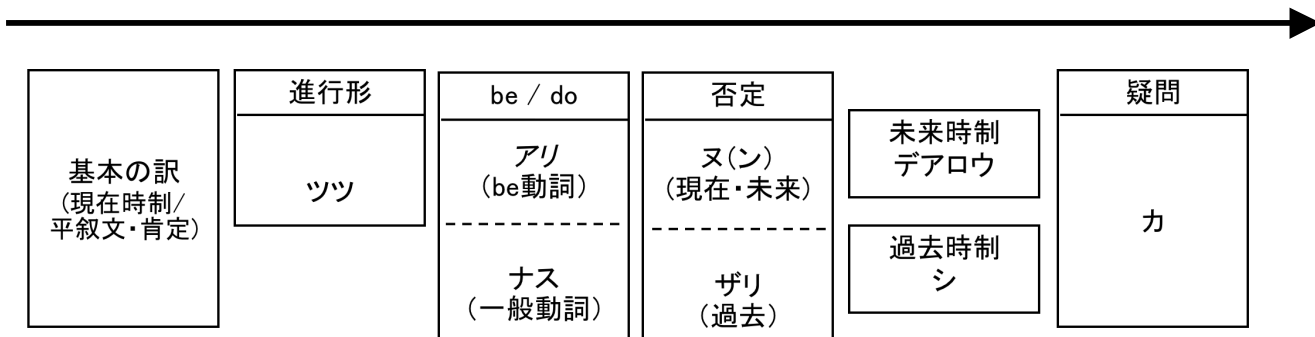 基本の訳
(現在時制/
平叙文・肯定)
進行形
ツツ
be / do
アリ
(be動詞)
ナス
(一般動詞)
否定
ヌ(ン)
(現在・未来)
ザリ
(過去)
未来時制
デアロウ
過去時制
シ
疑問
カ